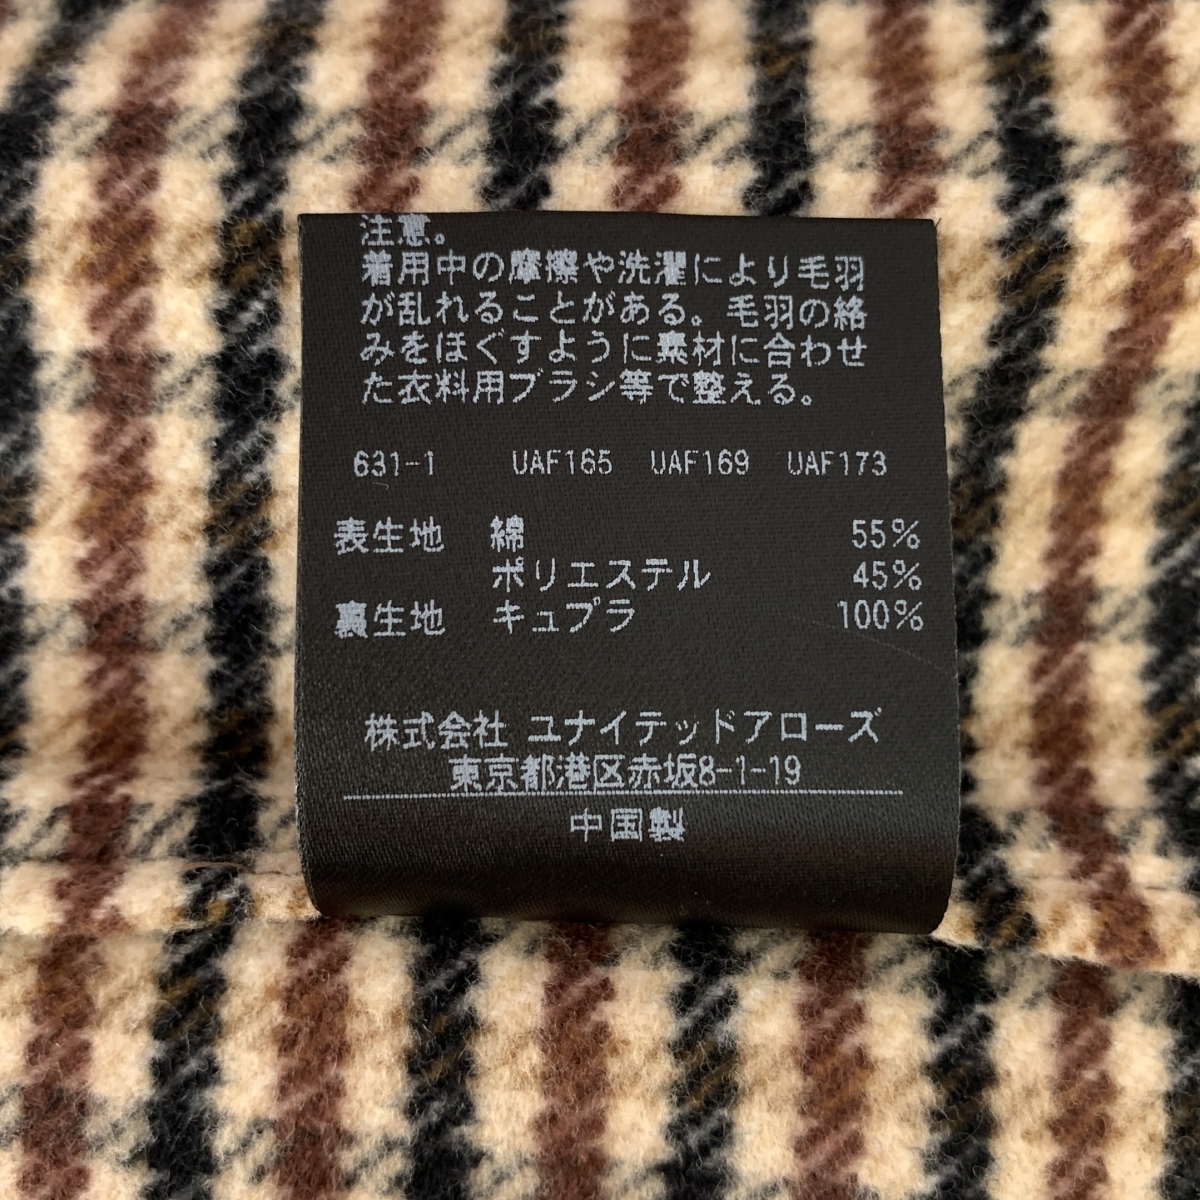 注意。
着用中の摩擦や洗濯により毛羽
が乱れることがある。毛羽の絡
みをほぐすように素材に合わせ
た衣料用ブラシ等で整える。
631-1 UAF165 UAF169 UAF173
表生地 綿 55%
ポリエステル 45%
裏生地 キュプラ 100%
株式会社 ユナイテッドアローズ
東京都港区赤坂8-1-19
中国製